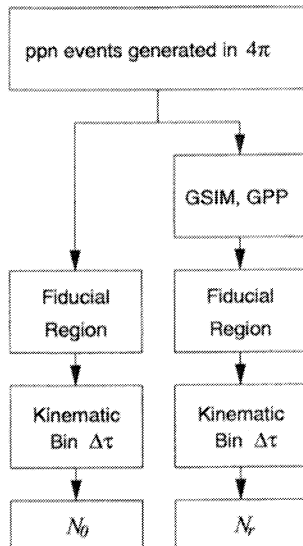 ppn events generated in 4π
GSIM, GPP
Fiducial
Region
Fiducial
Region
Kinematic
Bin Δτ
Kinematic
Bin Δτ
N₀
Nᵣ